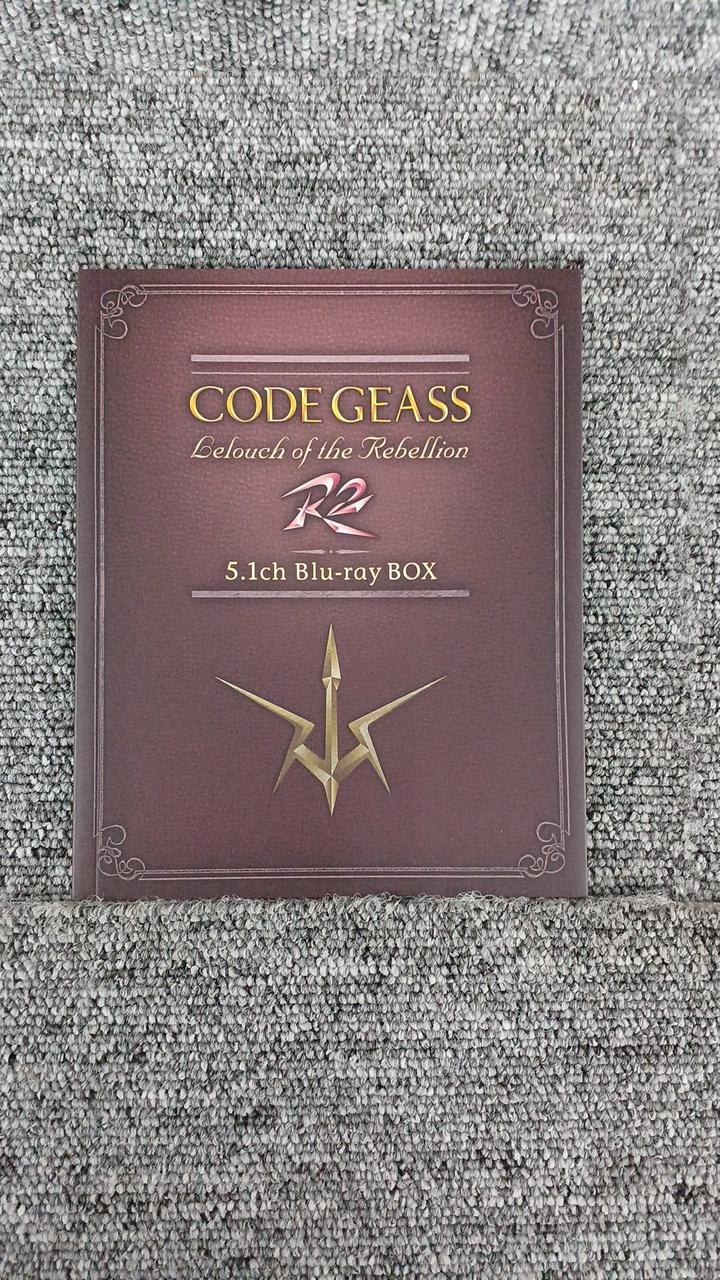 CODE GEASS
Lelouch of the Rebellion
R2
5.1ch Blu-ray BOX